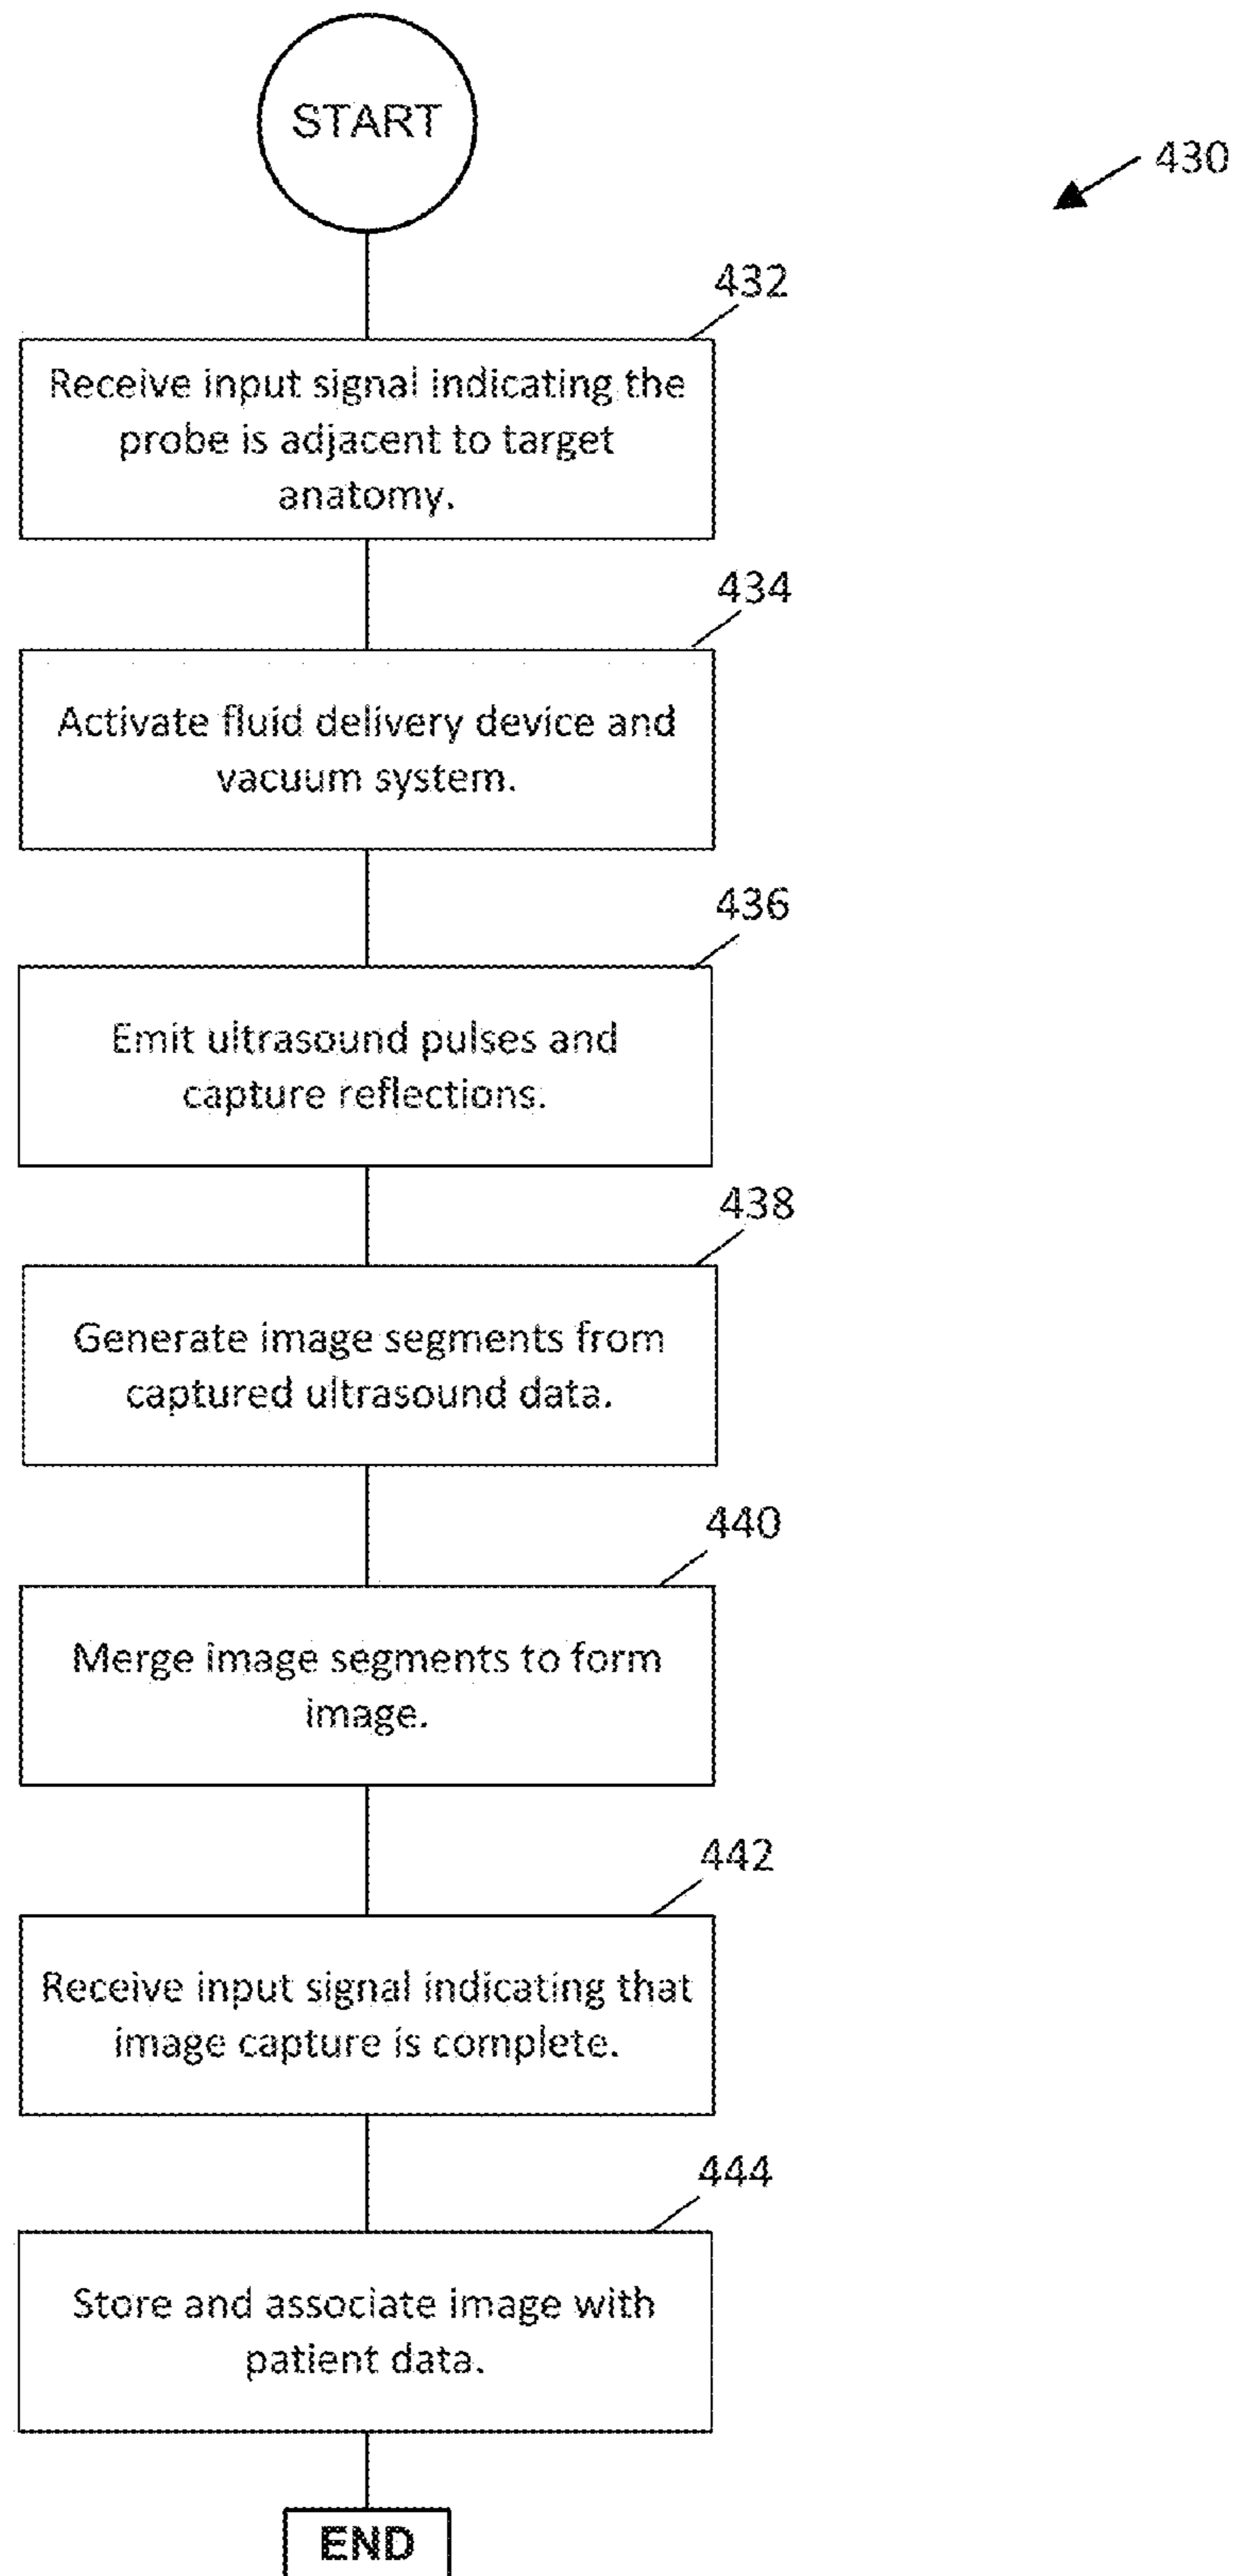 START
430
432
Receive input signal indicating the
probe is adjacent to target
anatomy.
434
Activate fluid delivery device and
vacuum system.
436
Emit ultrasound pulses and
capture reflections.
438
Generate image segments from
captured ultrasound data.
440
Merge image segments to form
image.
442
Receive input signal indicating that
image capture is complete.
444
Store and associate image with
patient data.
END